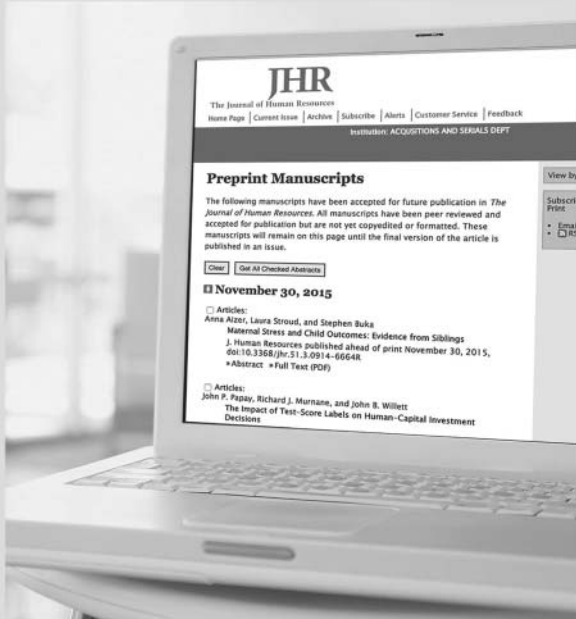 JHR
The Journal of Human Resources
Home Page | Current Issue | Archive | Subscribe | Alerts | Customer Service | Feedback
Institution: ACQUSITIONS AND SERIALS DEPT
Preprint Manuscripts
The following manuscripts have been accepted for future publication in The
Journal of Human Resources. All manuscripts have been peer reviewed and
accepted for publication but are not yet copyedited or formatted. These
manuscripts will remain on this page until the final version of the article is
published in an issue.
Clear Get All Checked Abstracts
November 30, 2015
Articles:
Anna Aizer, Laura Stroud, and Stephen Buka
Maternal Stress and Child Outcomes: Evidence from Siblings
J. Human Resources published ahead of print November 30, 2015,
doi:10.3368/jhr.51.3.0914-6664R
»Abstract »Full Text (PDF)
Articles:
John P. Papay, Richard J. Murnane, and John B. Willett
The Impact of Test-Score Labels on Human-Capital Investment
Decisions
View by
Print